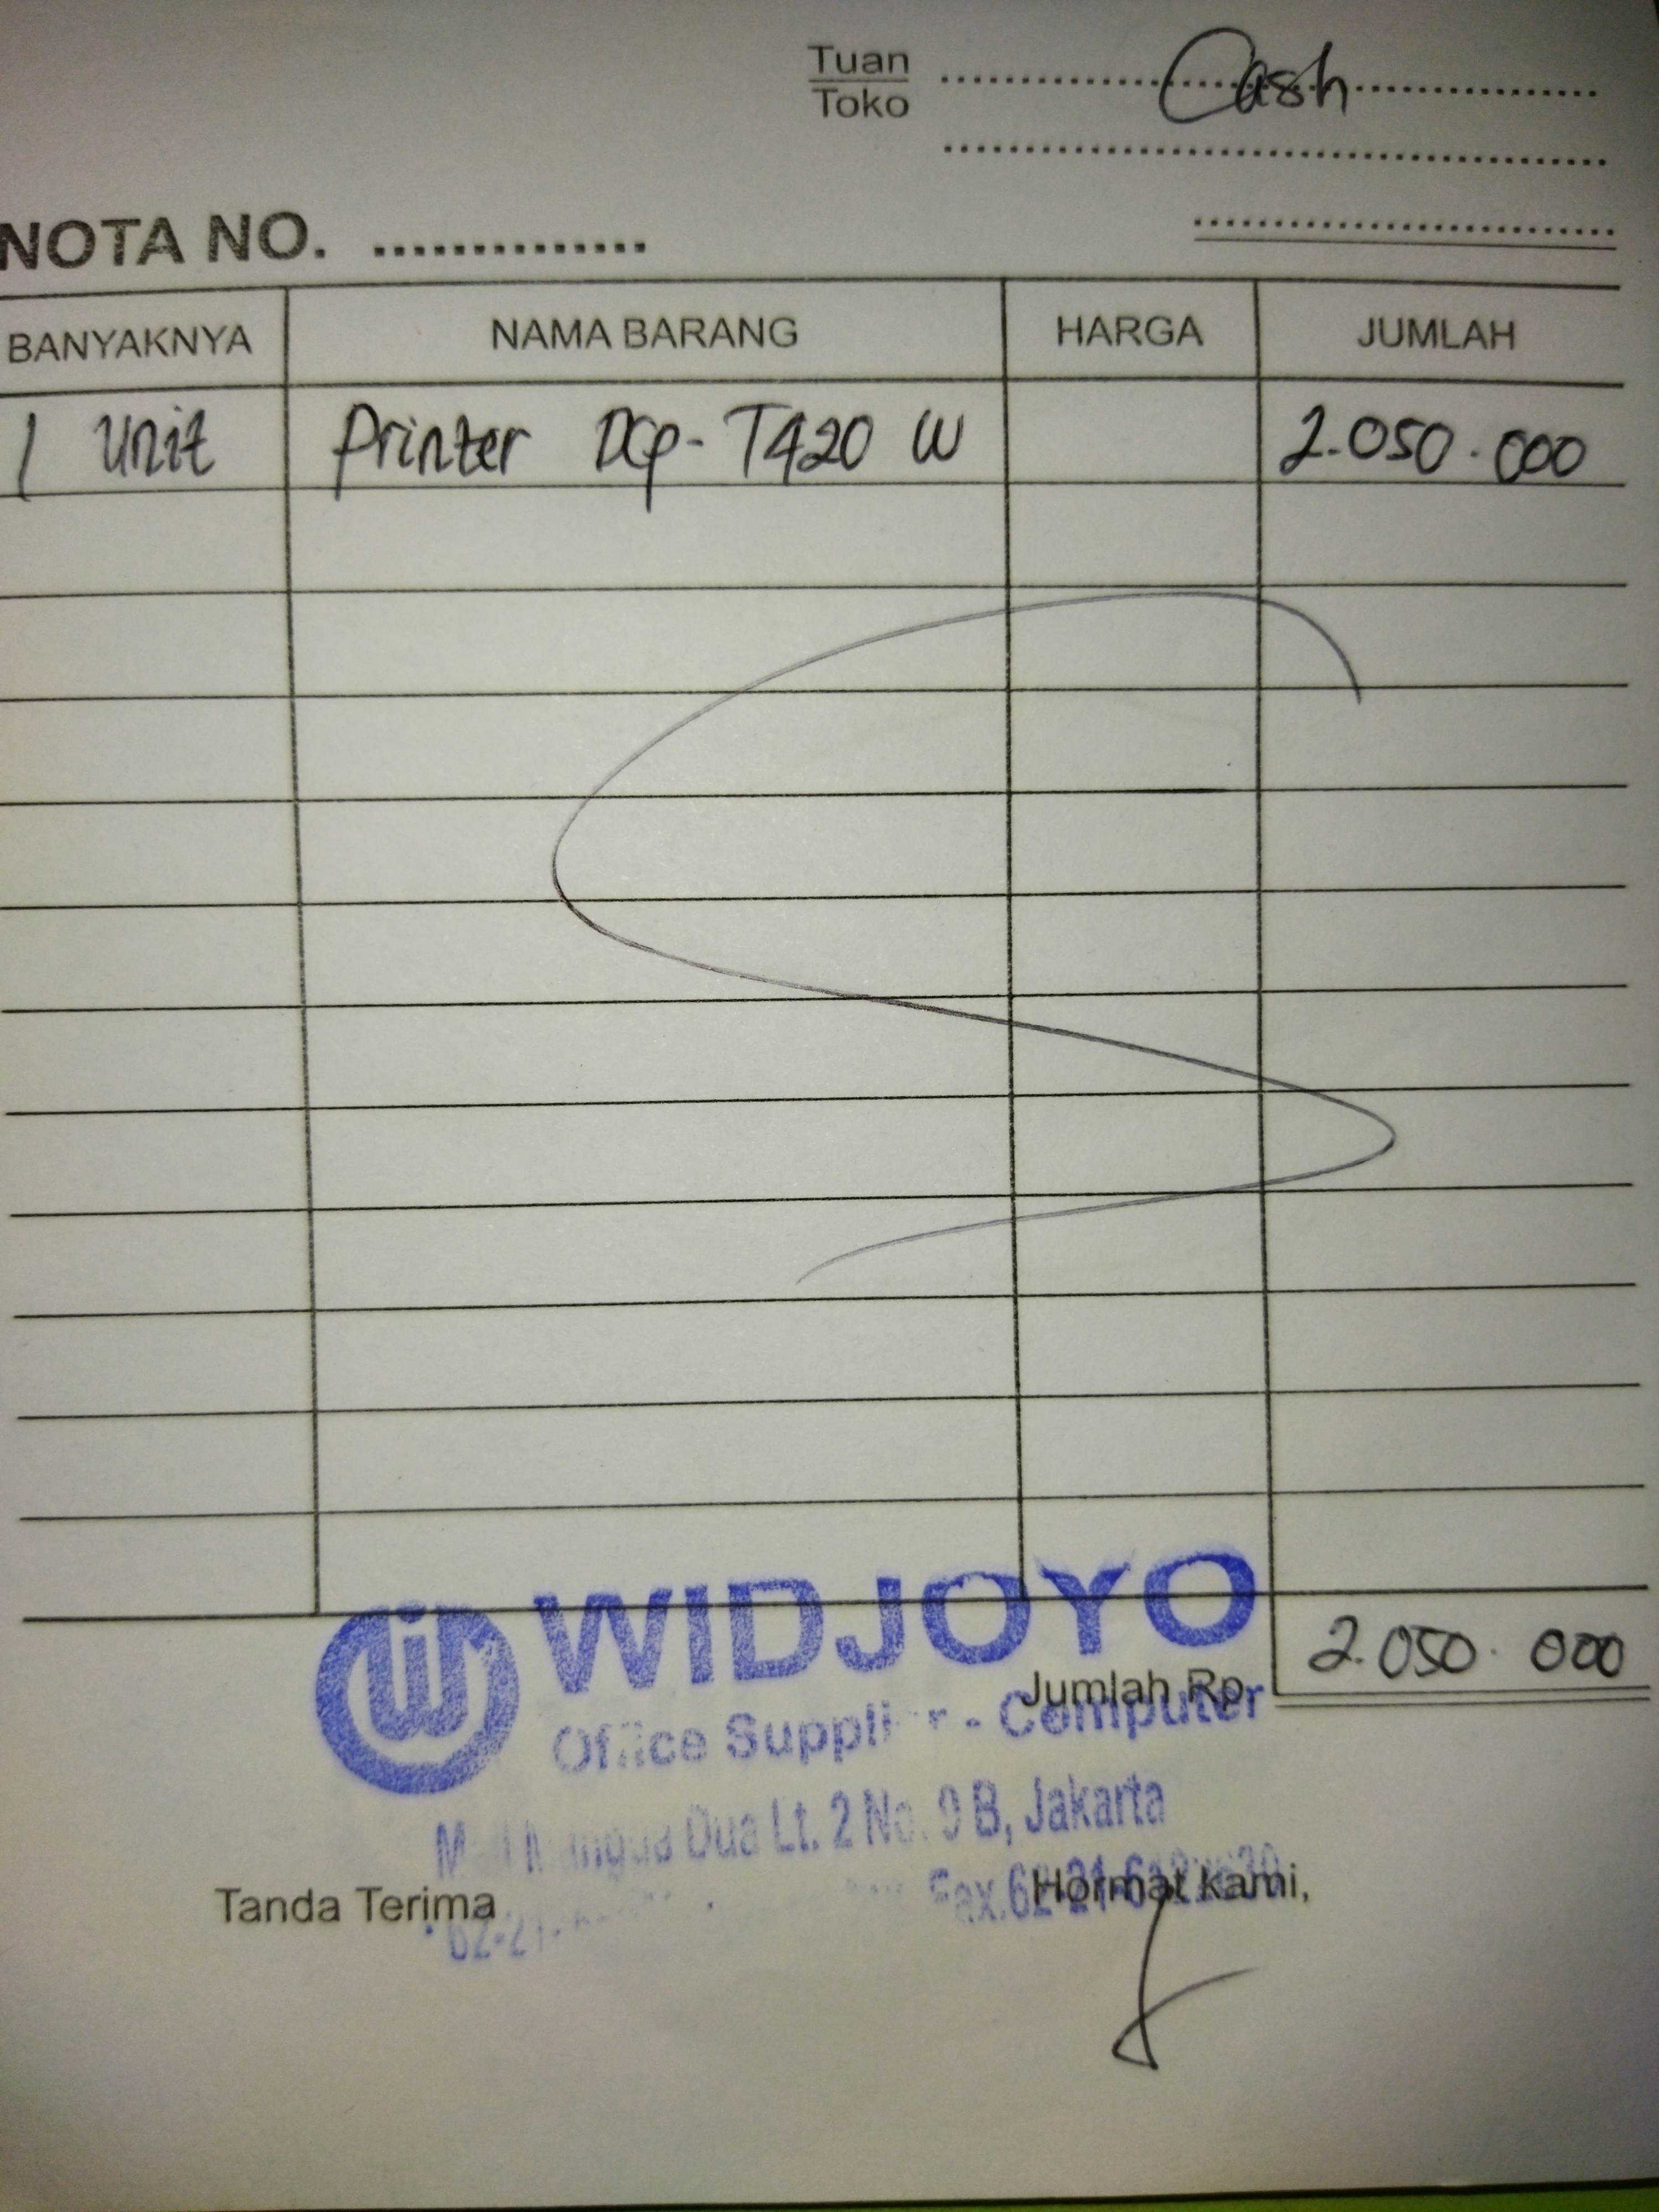 Tuan
Toko
Cash
NOTA NO.
BANYAKNYA NAMA BARANG HARGA JUMLAH
1 Unit Printer DCP-T420 W 2.050.000
WIDJOYO
Jumlah Rp. 2.050.000
Office - Computer
Dua Lt. 2 No. 9 B, Jakarta
Tanda Terima Hormat kami,
Fax.